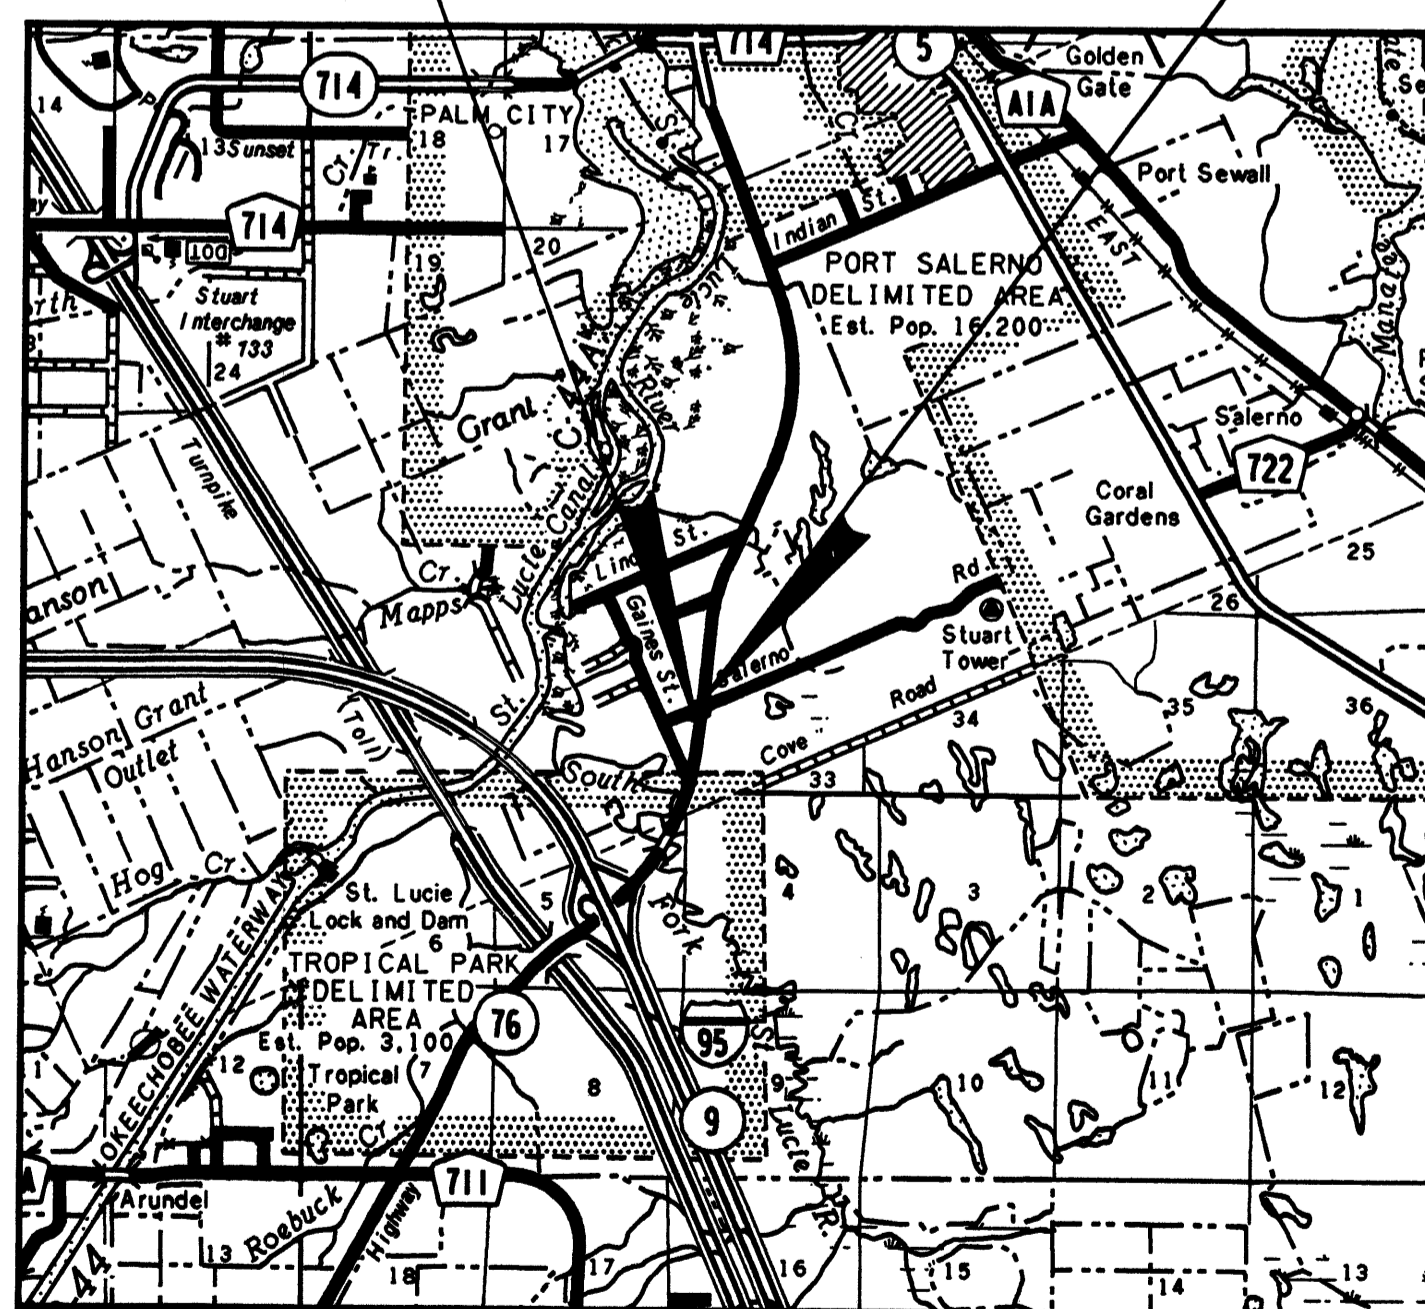 714
5
Golden
Gate
714
A1A
14
PALM CITY
18
17
St.
13 Sunset
Cr.
Tr.
Port Sewall
714
Indian St.
EAST
DOT
20
19
PORT SALERNO
DELIMITED AREA
Est. Pop. 16,200
Stuart
Interchange
# 133
24
Lucie
River
Manatee
Grant
Salerno
722
Turnpike
Canal
Coral
Gardens
St.
25
Cr.
Lucie
Mapps
Rd
Gaines St.
26
Stuart
Tower
Salerno
Road
St.
Hanson Grant
Outlet
(Toll)
34
35
36
Cove
South
33
Hog Cr.
St. Lucie
Lock and Dam
5
4
3
2
1
Fork
6
TROPICAL PARK
DELIMITED
AREA
Est. Pop. 3,100
76
95
St.
OKEECHOBEE WATERWAY
12
Tropical
Park
7
8
9
10
11
12
9
Lucie
Cr.
711
Arundel
R.
Roebuck
Highway
44
13
18
17
16
15
14
13